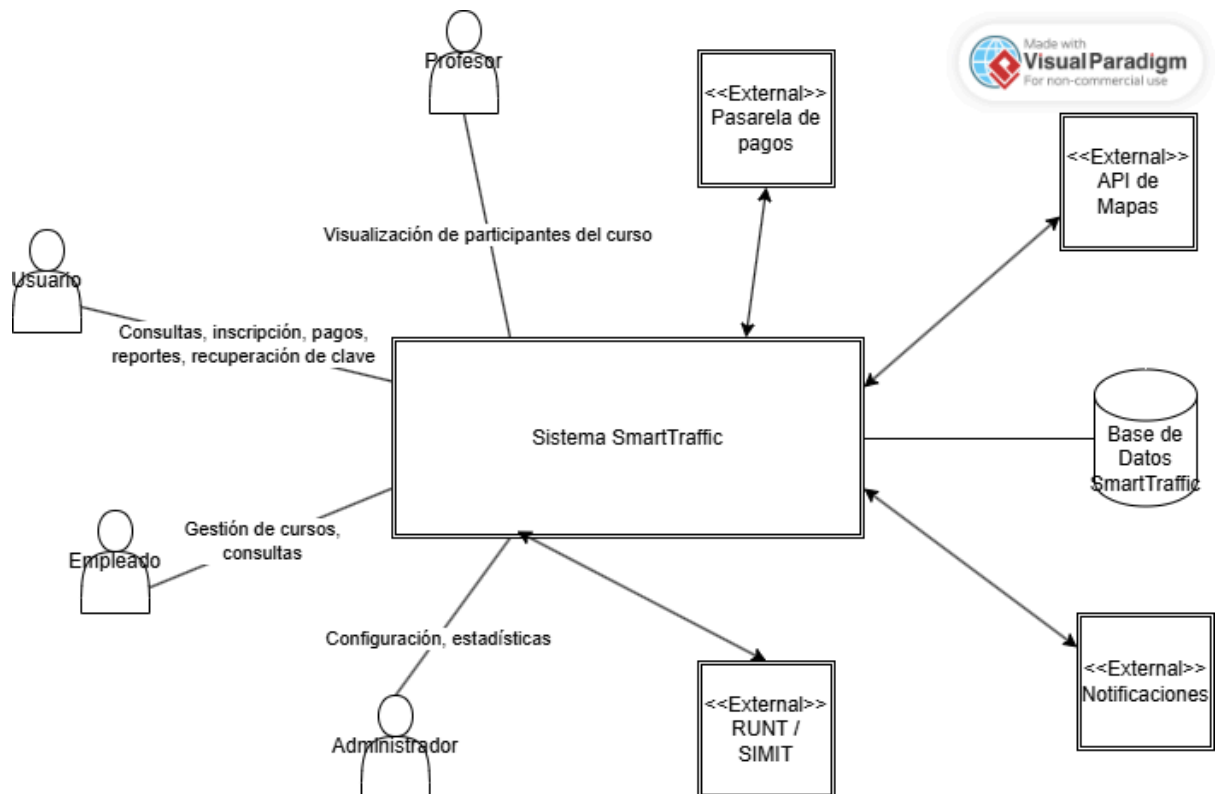 Profesor
Made with
VisualParadigm
For non-commercial use
<<External>>
Pasarela de
pagos
<<External>>
API de
Mapas
Visualización de participantes del curso
Usuario
Consultas, inscripción, pagos,
reportes, recuperación de clave
Sistema SmartTraffic
Base de
Datos
SmartTraffic
Gestión de cursos,
consultas
Empleado
Configuración, estadísticas
<<External>>
Notificaciones
<<External>>
RUNT /
SIMIT
Administrador